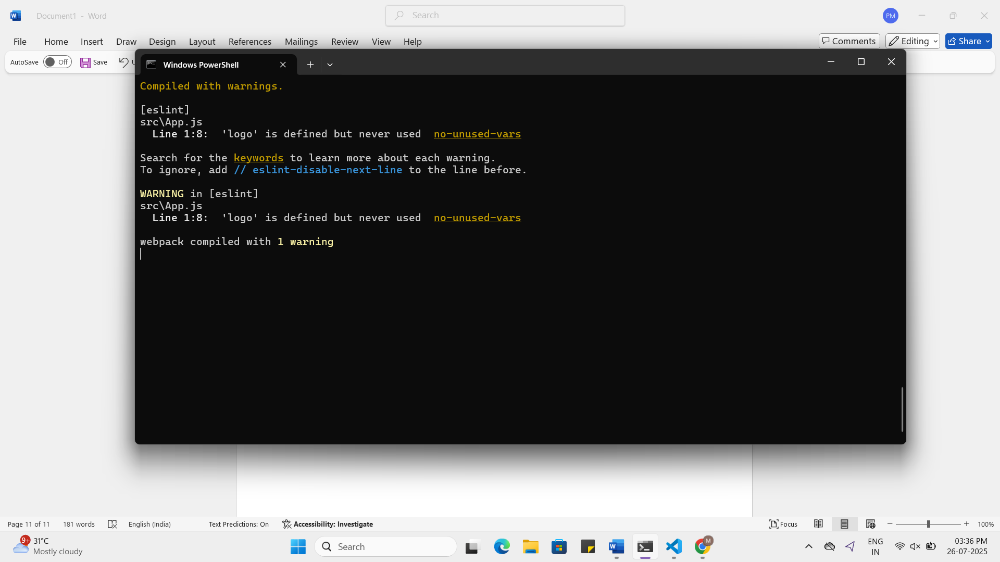 Document1 - Word
Search
PM
File Home Insert Draw Design Layout References Mailings Review View Help
Comments Editing Share
AutoSave Off Save
Windows PowerShell
Compiled with warnings.
[eslint]
src\App.js
Line 1:8: 'logo' is defined but never used no-unused-vars
Search for the keywords to learn more about each warning.
To ignore, add // eslint-disable-next-line to the line before.
WARNING in [eslint]
src\App.js
Line 1:8: 'logo' is defined but never used no-unused-vars
webpack compiled with 1 warning
Page 11 of 11 181 words English (India) Text Predictions: On Accessibility: Investigate Focus 100%
9+ 31°C
Mostly cloudy
Search
M
ENG
IN
03:36 PM
26-07-2025